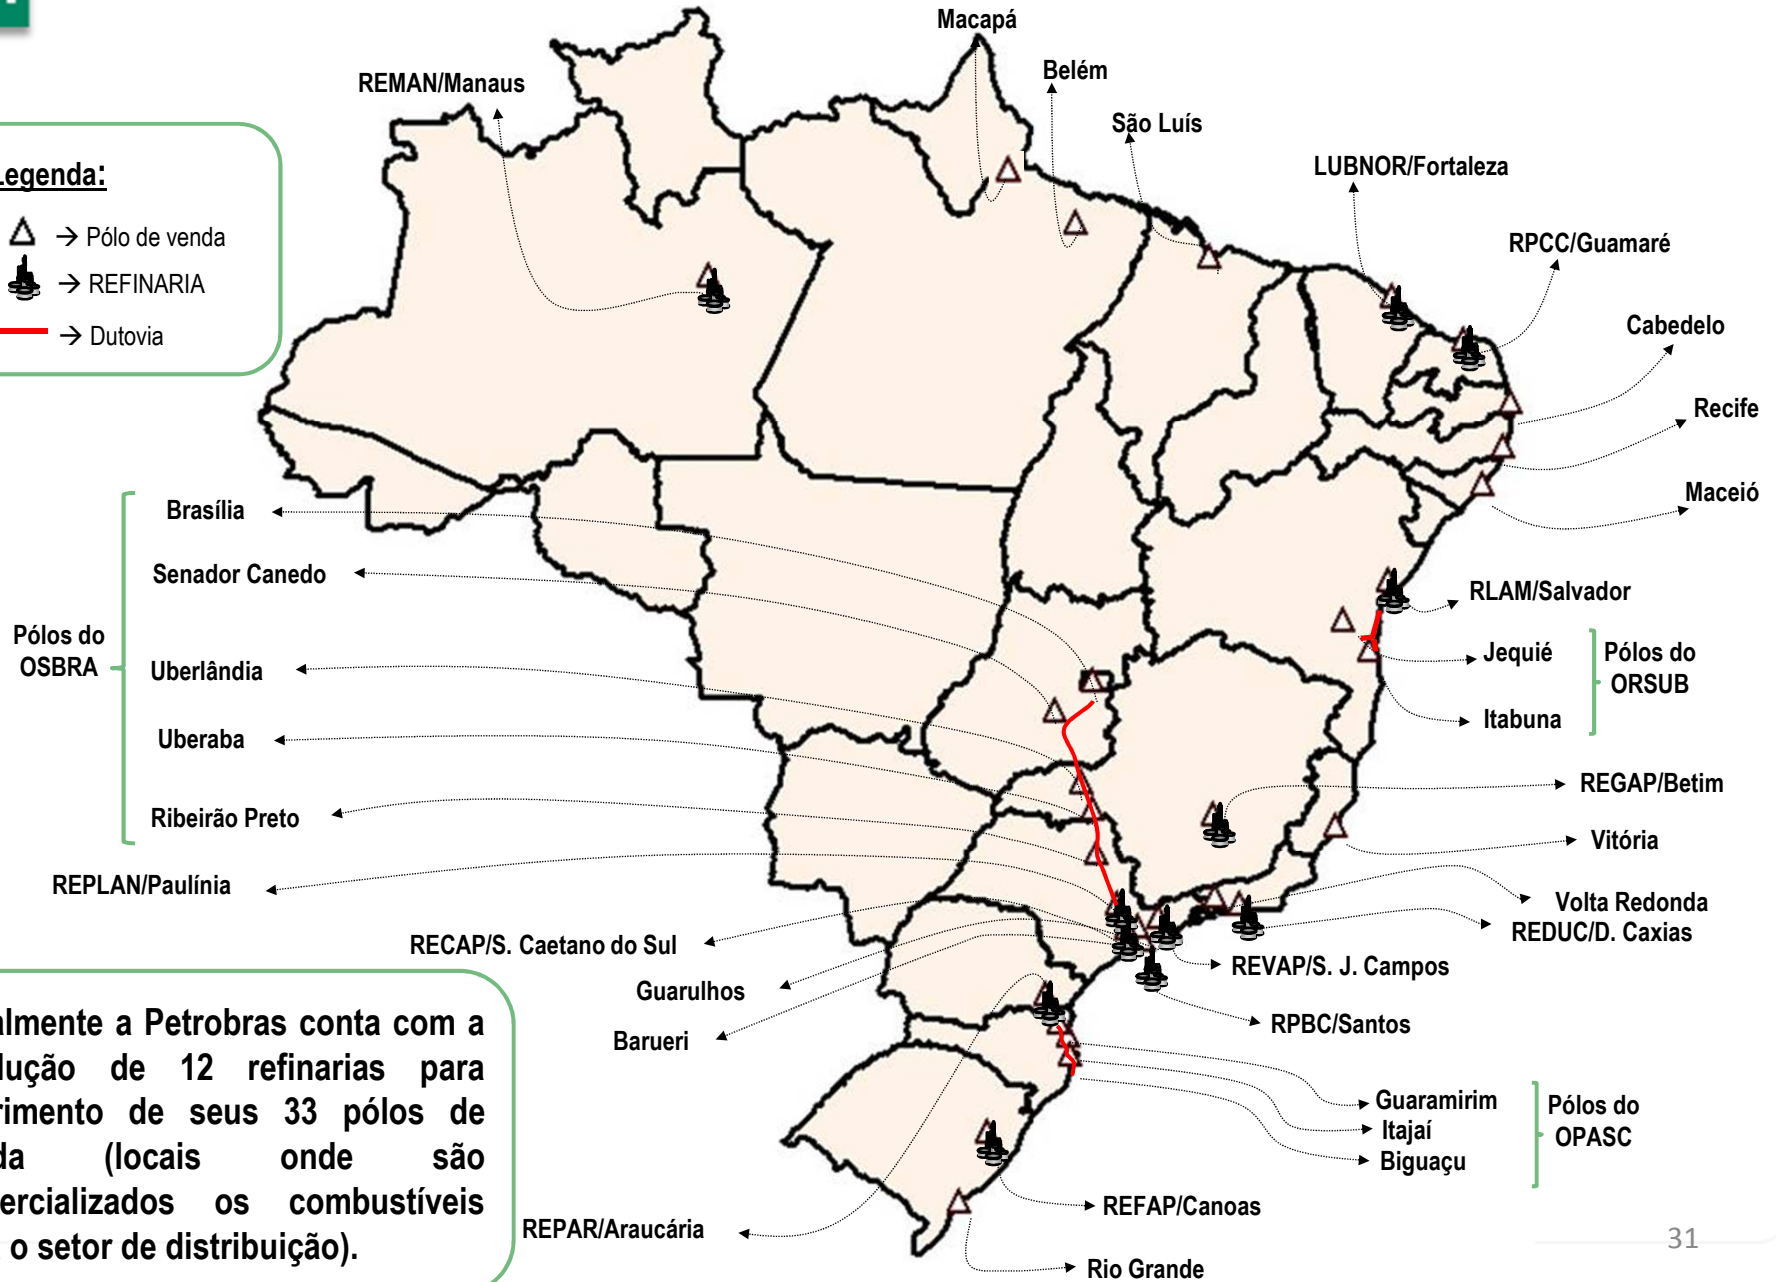 Macapá
Belém
REMAN/Manaus
São Luís
LUBNOR/Fortaleza
RPCC/Guamaré
Cabedelo
Recife
Maceió
Legenda:
→ Pólo de venda
→ REFINARIA
→ Dutovia
Pólos do
OSBRA
Brasília
Senador Canedo
Uberlândia
Uberaba
Ribeirão Preto
REPLAN/Paulínia
RECAP/S. Caetano do Sul
Guarulhos
Barueri
REPAR/Araucária
RLAM/Salvador
Jequié
Itabuna
Pólos do
ORSUB
REGAP/Betim
Vitória
Volta Redonda
REDUC/D. Caxias
REVAP/S. J. Campos
RPBC/Santos
Guaramirim
Itajaí
Biguaçu
Pólos do
OPASC
REFAP/Canoas
Rio Grande
almente a Petrobras conta com a
dução de 12 refinarias para
rimento de seus 33 pólos de
da (locais onde são
ercializados os combustíveis
o setor de distribuição).
31